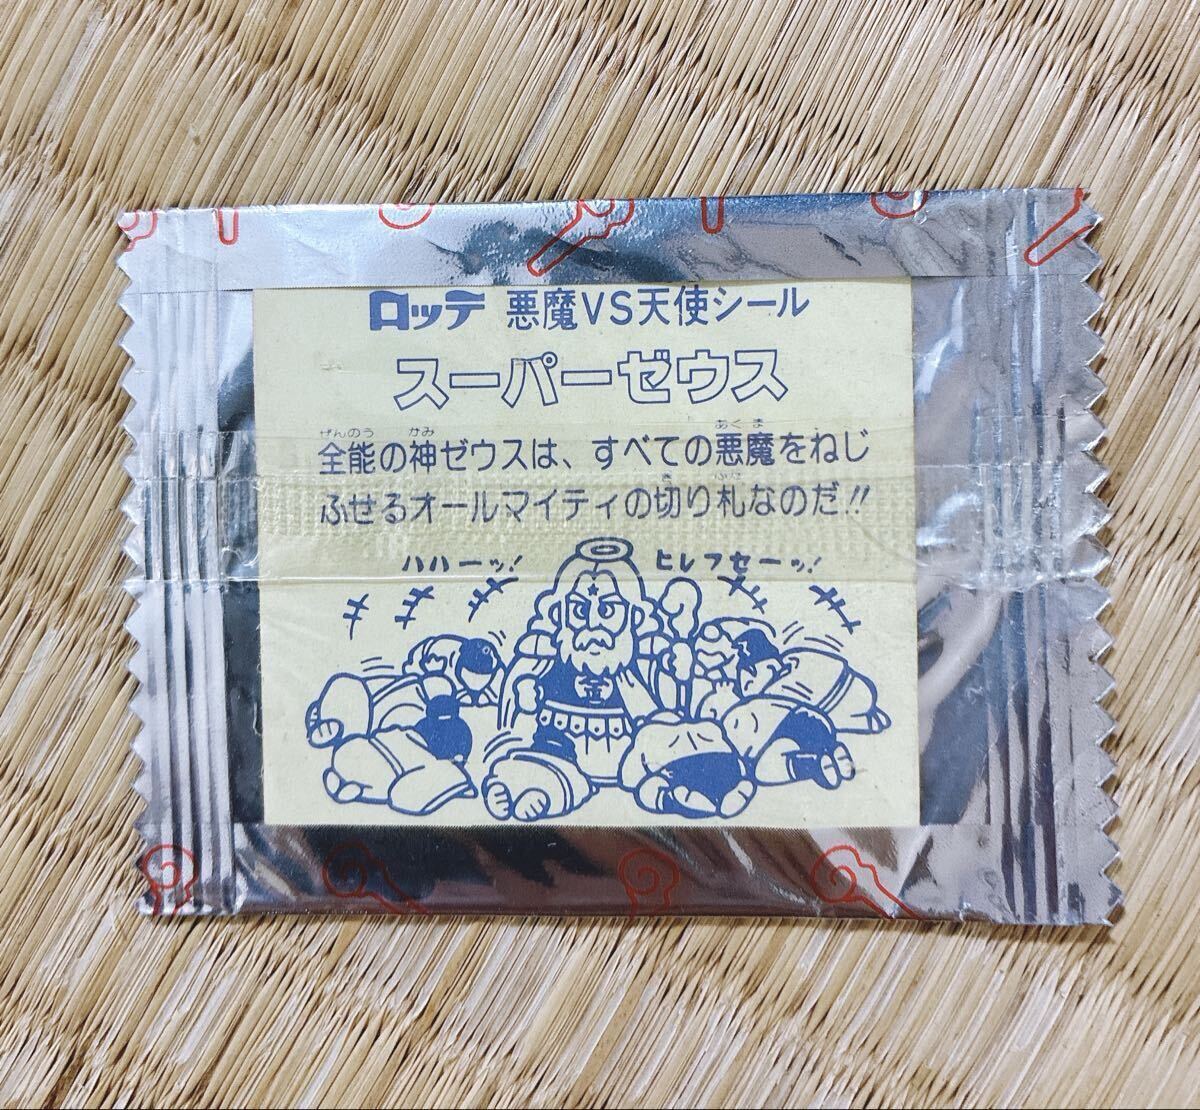 ロッテ 悪魔VS天使シール
スーパーゼウス
ぜんのう かみ あくま
全能の神ゼウスは、すべての悪魔をねじ
き ふだ
ふせるオールマイティの切り札なのだ!!
ハハーッ! ヒレフセーッ!